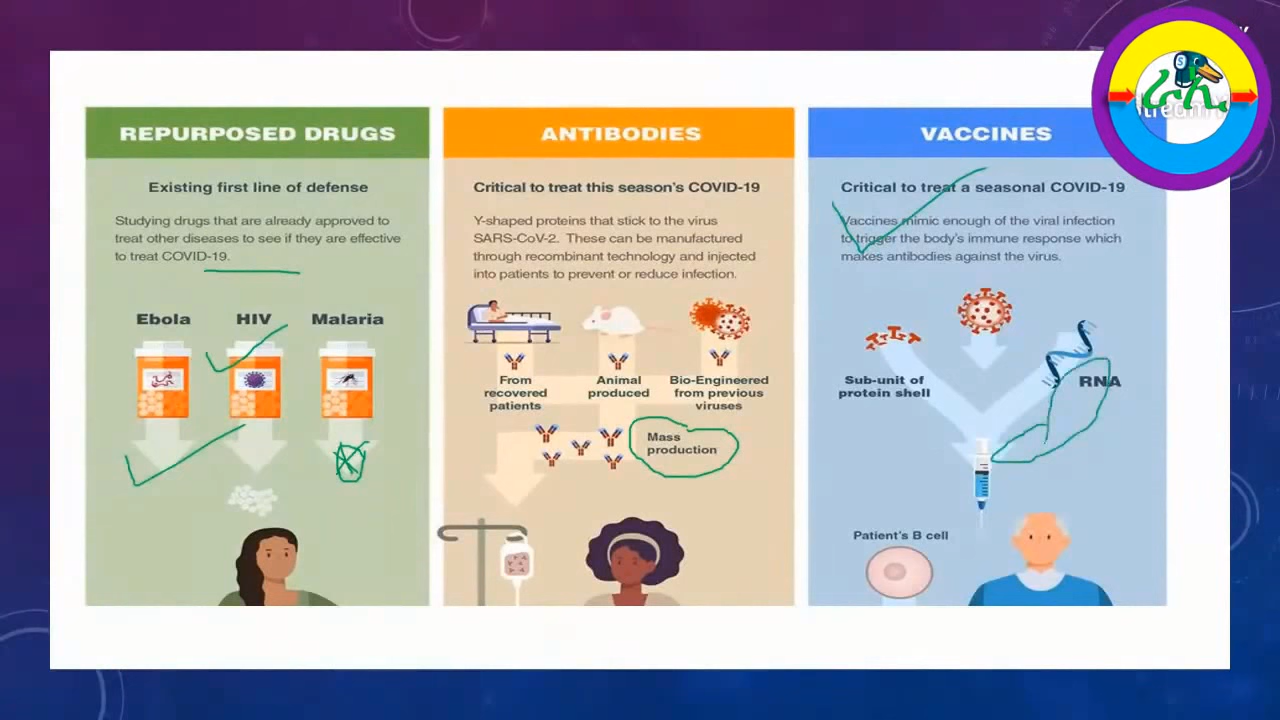 REPURPOSED DRUGS
Existing first line of defense
Studying drugs that are already approved to
treat other diseases to see if they are effective
to treat COVID-19.
Ebola
HIV
Malaria
ANTIBODIES
Critical to treat this season's COVID-19
Y-shaped proteins that stick to the virus
SARS-CoV-2. These can be manufactured
through recombinant technology and injected
into patients to prevent or reduce infection.
From
recovered
patients
Animal
produced
Bio-Engineered
from previous
viruses
Mass
production
VACCINES
Critical to treat a seasonal COVID-19
Vaccines mimic enough of the viral infection
to trigger the body's immune response which
makes antibodies against the virus.
Sub-unit of
protein shell
RNA
Patient's B cell
S